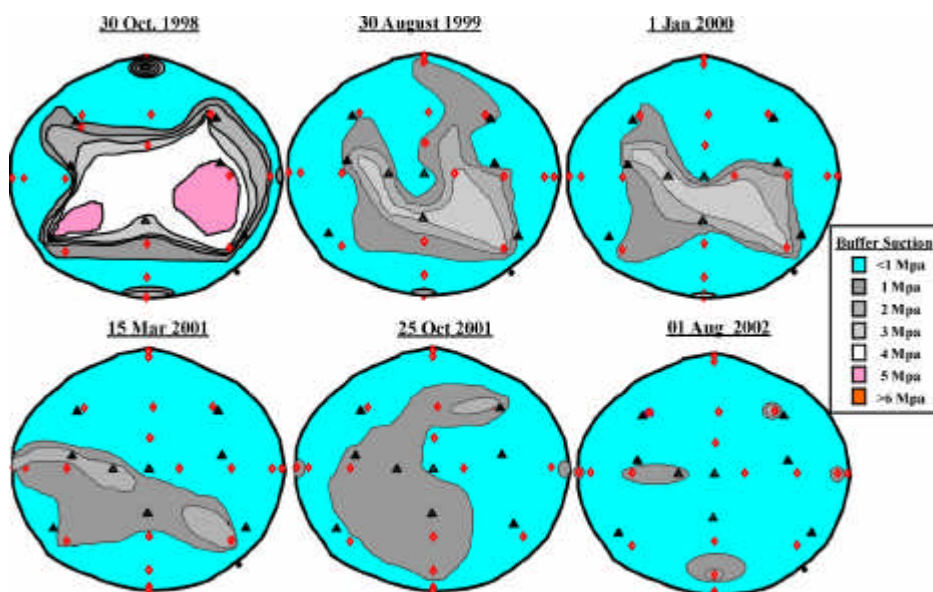 30 Oct. 1998
30 August 1999
1 Jan 2000
15 Mar 2001
25 Oct 2001
01 Aug 2002
Buffer Suction
<1 Mpa
1 Mpa
2 Mpa
3 Mpa
4 Mpa
5 Mpa
>6 Mpa